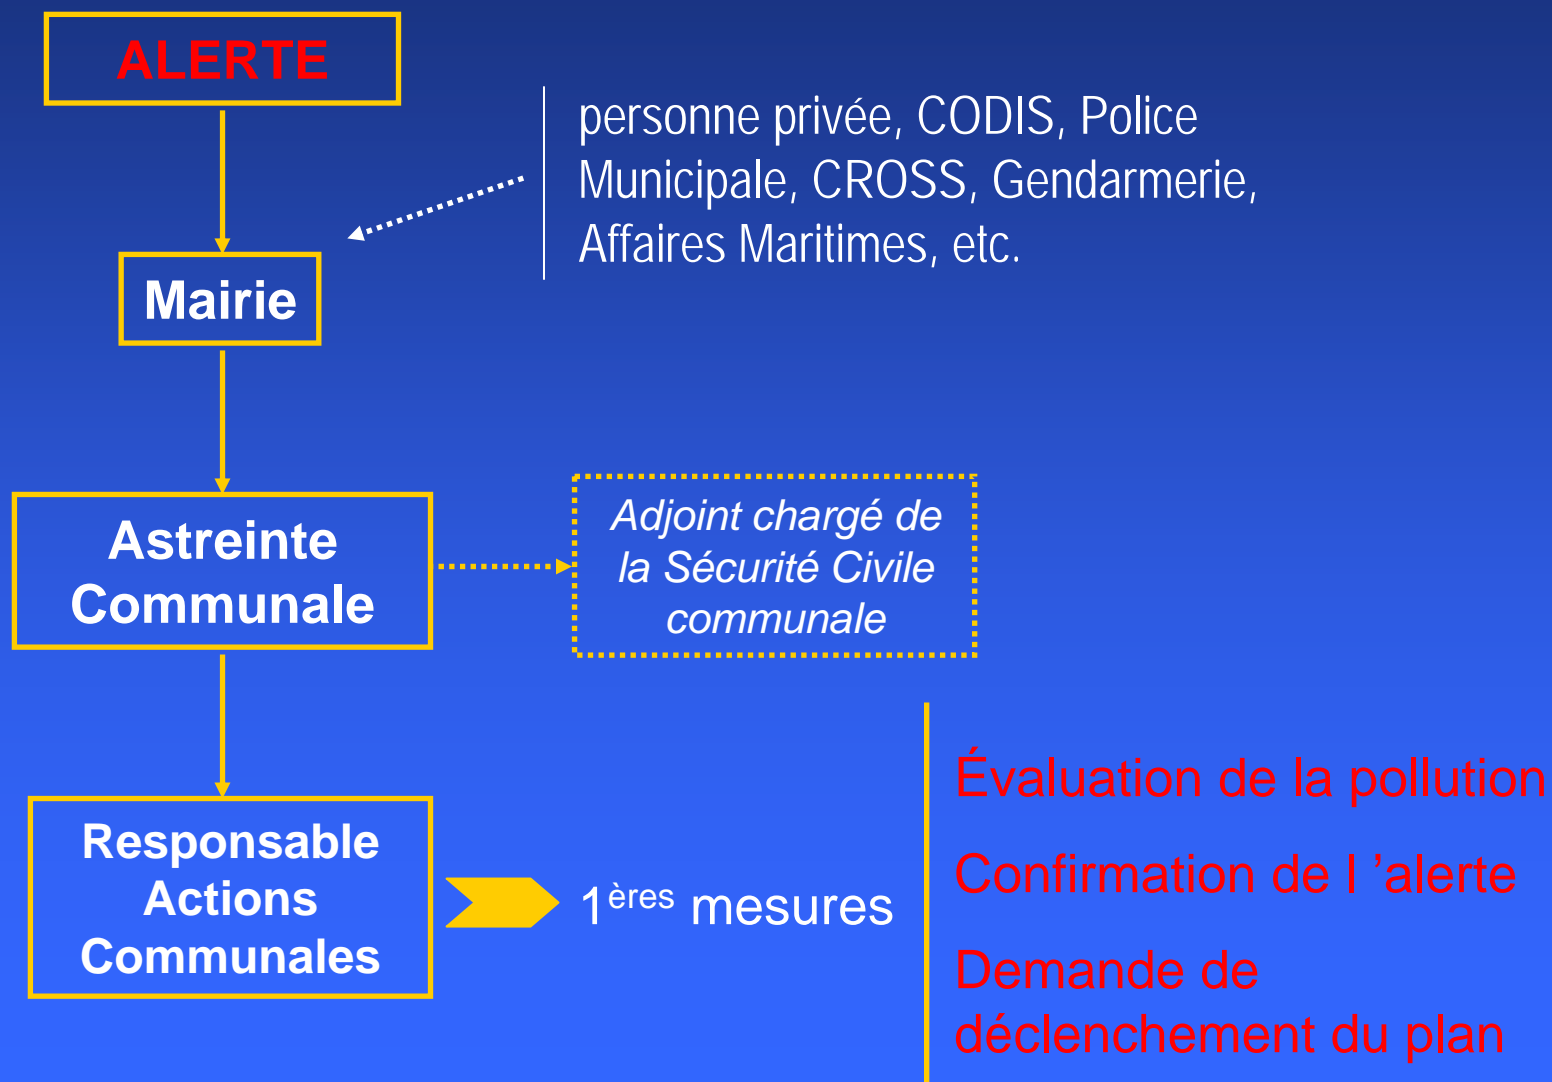 ALERTE
personne privée, CODIS, Police
Municipale, CROSS, Gendarmerie,
Affaires Maritimes, etc.
Mairie
Astreinte
Communale
Adjoint chargé de
la Sécurité Civile
communale
Responsable
Actions
Communales
1ères mesures
Évaluation de la pollution
Confirmation de l ’alerte
Demande de
déclenchement du plan